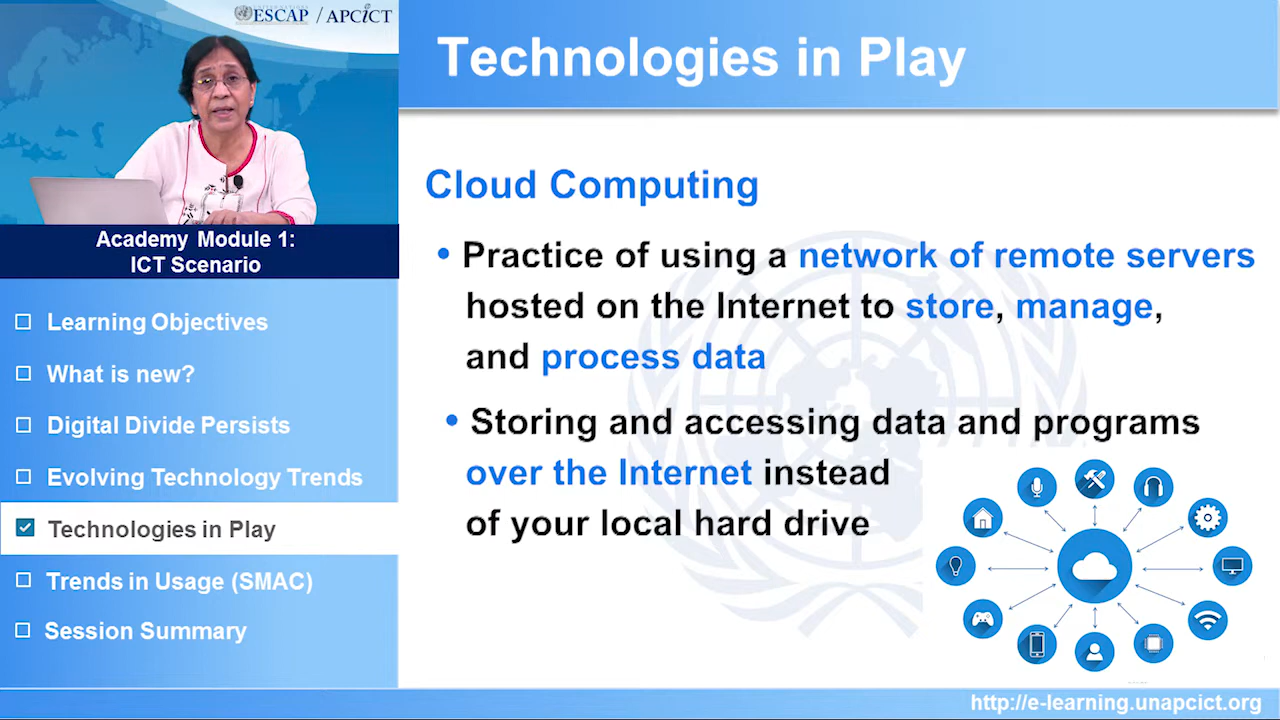 ESCAP / APCICT
Technologies in Play
Academy Module 1:
ICT Scenario
Learning Objectives
What is new?
Digital Divide Persists
Evolving Technology Trends
Technologies in Play
Trends in Usage (SMAC)
Session Summary
Cloud Computing
• Practice of using a network of remote servers
hosted on the Internet to store, manage,
and process data
• Storing and accessing data and programs
over the Internet instead
of your local hard drive
http://e-learning.unapcict.org